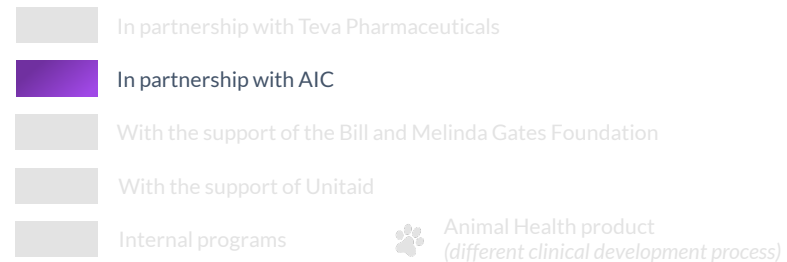 In partnership with Teva Pharmaceuticals
In partnership with AIC
With the support of the Bill and Melinda Gates Foundation
With the support of Unitaid
Internal programs
Animal Health product
(different clinical development process)